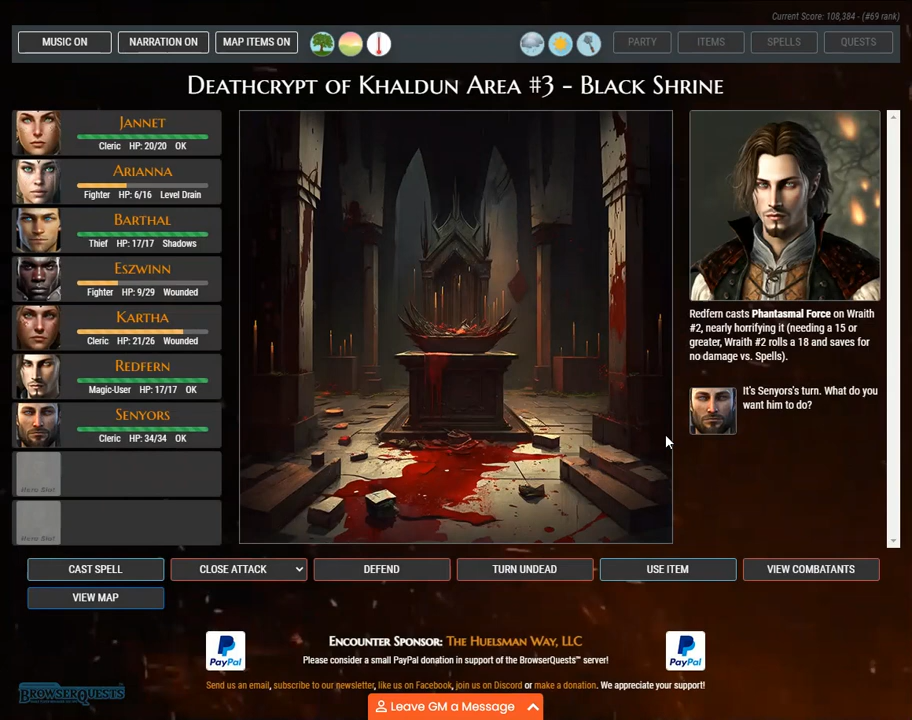 Current Score: 108,384 - (#69 rank)
MUSIC ON
NARRATION ON
MAP ITEMS ON
PARTY
ITEMS
SPELLS
QUESTS
Deathcrypt of Khaldun Area #3 - Black Shrine
Jannet
Cleric HP: 20/20 OK
Arianna
Fighter HP: 6/16 Level Drain
Barthal
Thief HP: 17/17 Shadows
Eszwinn
Fighter HP: 9/29 Wounded
Kartha
Cleric HP: 21/26 Wounded
Redfern
Magic-User HP: 17/17 OK
Senyors
Cleric HP: 34/34 OK
Hero Slot
Hero Slot
Redfern casts Phantasmal Force on Wraith
#2, nearly horrifying it (needing a 15 or
greater, Wraith #2 rolls a 18 and saves for
no damage vs. Spells).
It's Senyors's turn. What do you
want him to do?
CAST SPELL
CLOSE ATTACK
DEFEND
TURN UNDEAD
USE ITEM
VIEW COMBATANTS
VIEW MAP
PayPal
Encounter Sponsor: The Huelsman Way, LLC
Please consider a small PayPal donation in support of the BrowserQuests™ server!
PayPal
BrowserQuests
Send us an email, subscribe to our newsletter, like us on Facebook, join us on Discord or make a donation. We appreciate your support!
Leave GM a Message